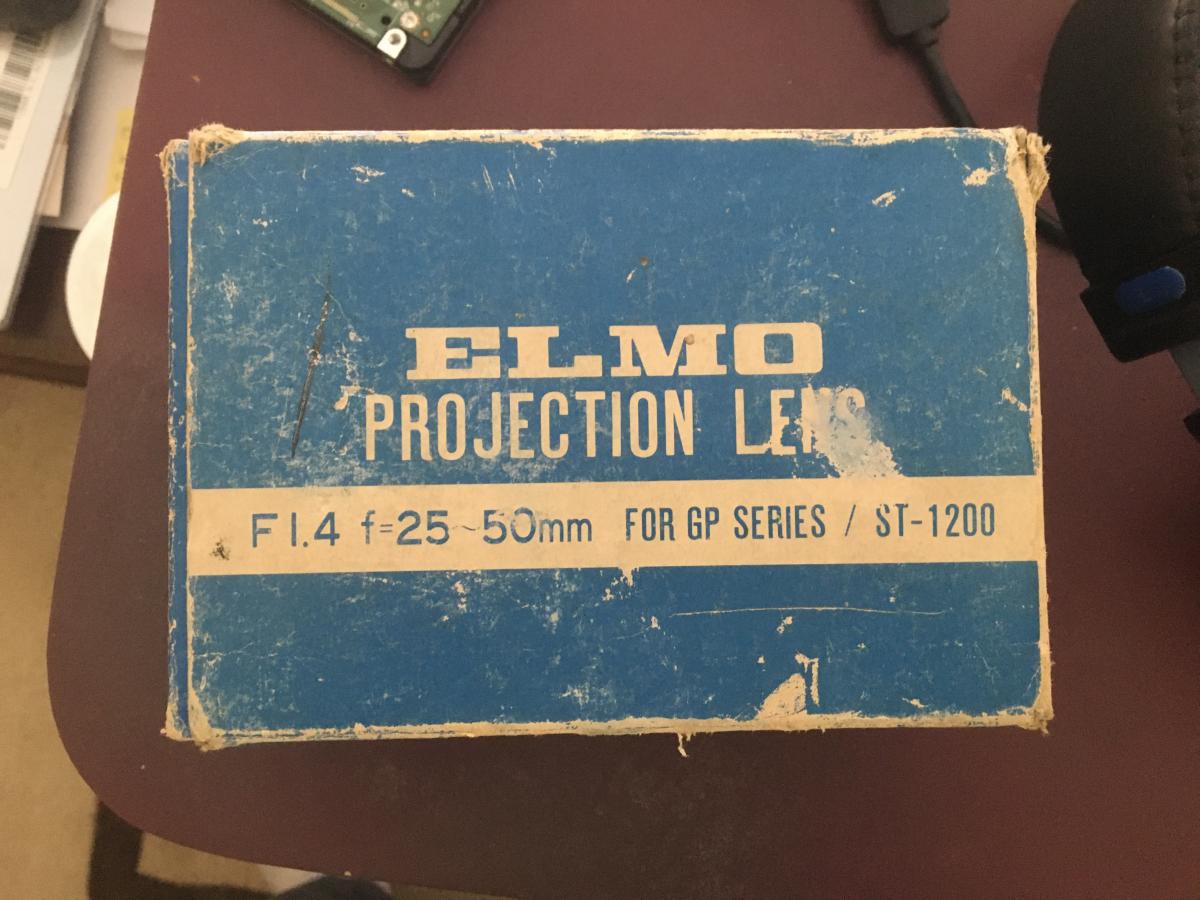 ELMO
PROJECTION LENS
F1.4 f=25~50mm FOR GP SERIES / ST-1200